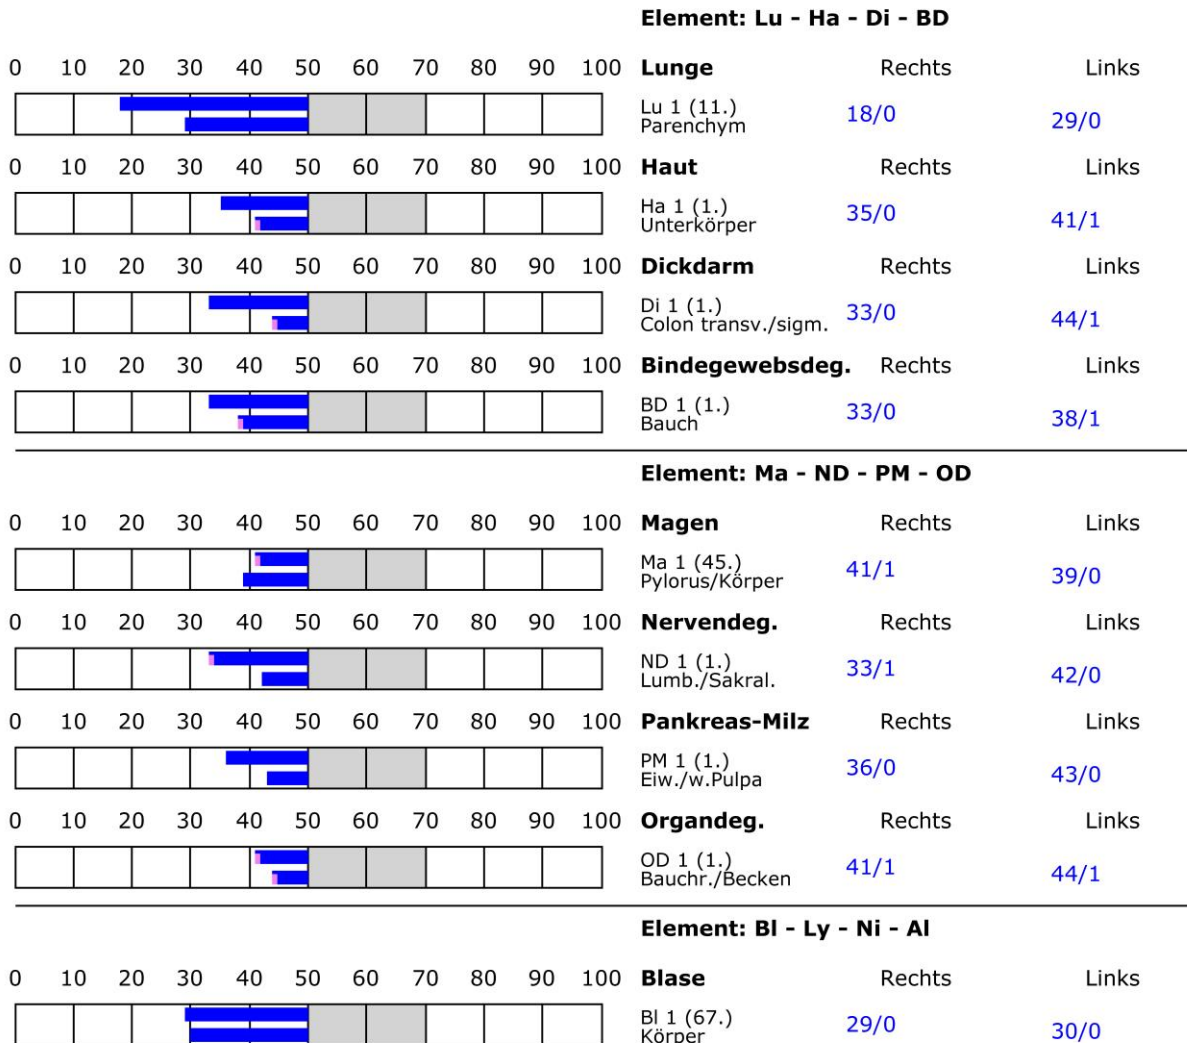 Element: Lu - Ha - Di - BD
0 10 20 30 40 50 60 70 80 90 100 Lunge Rechts Links
Lu 1 (11.) 18/0 29/0
Parenchym
0 10 20 30 40 50 60 70 80 90 100 Haut Rechts Links
Ha 1 (1.) 35/0 41/1
Unterkörper
0 10 20 30 40 50 60 70 80 90 100 Dickdarm Rechts Links
Di 1 (1.) 33/0 44/1
Colon transv./sigm.
0 10 20 30 40 50 60 70 80 90 100 Bindegewebsdeg. Rechts Links
BD 1 (1.) 33/0 38/1
Bauch
Element: Ma - ND - PM - OD
0 10 20 30 40 50 60 70 80 90 100 Magen Rechts Links
Ma 1 (45.) 41/1 39/0
Pylorus/Körper
0 10 20 30 40 50 60 70 80 90 100 Nervendeg. Rechts Links
ND 1 (1.) 33/1 42/0
Lumb./Sakral.
0 10 20 30 40 50 60 70 80 90 100 Pankreas-Milz Rechts Links
PM 1 (1.) 36/0 43/0
Eiw./w.Pulpa
0 10 20 30 40 50 60 70 80 90 100 Organdeg. Rechts Links
OD 1 (1.) 41/1 44/1
Bauchr./Becken
Element: Bl - Ly - Ni - Al
0 10 20 30 40 50 60 70 80 90 100 Blase Rechts Links
Bl 1 (67.) 29/0 30/0
Körper